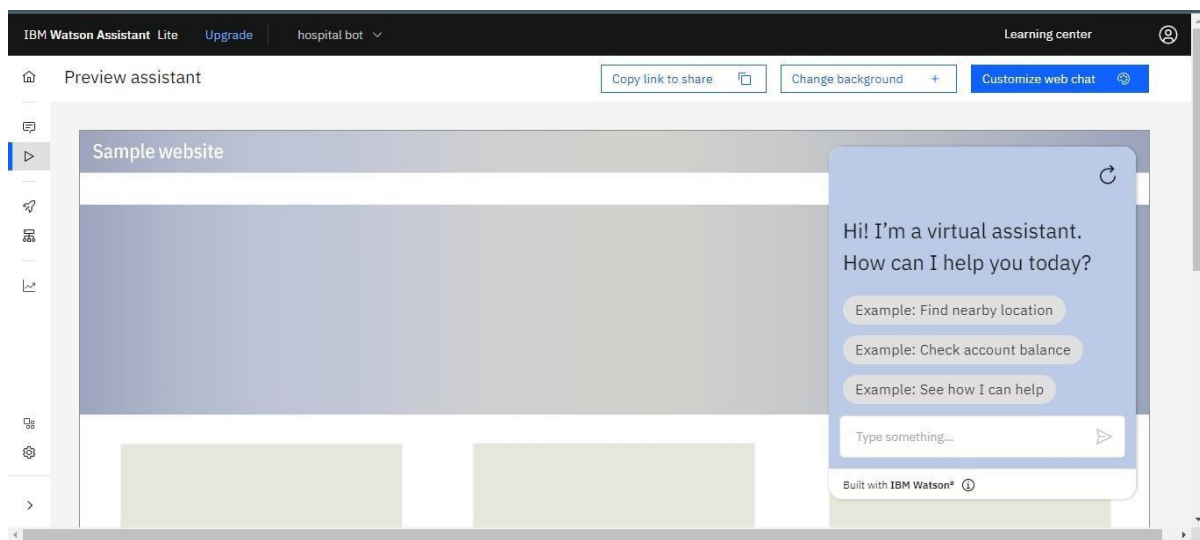 IBM Watson Assistant Lite Upgrade hospital bot Learning center
Preview assistant Copy link to share Change background + Customize web chat
Sample website
Hi! I'm a virtual assistant.
How can I help you today?
Example: Find nearby location
Example: Check account balance
Example: See how I can help
Type something...
Built with IBM Watson®